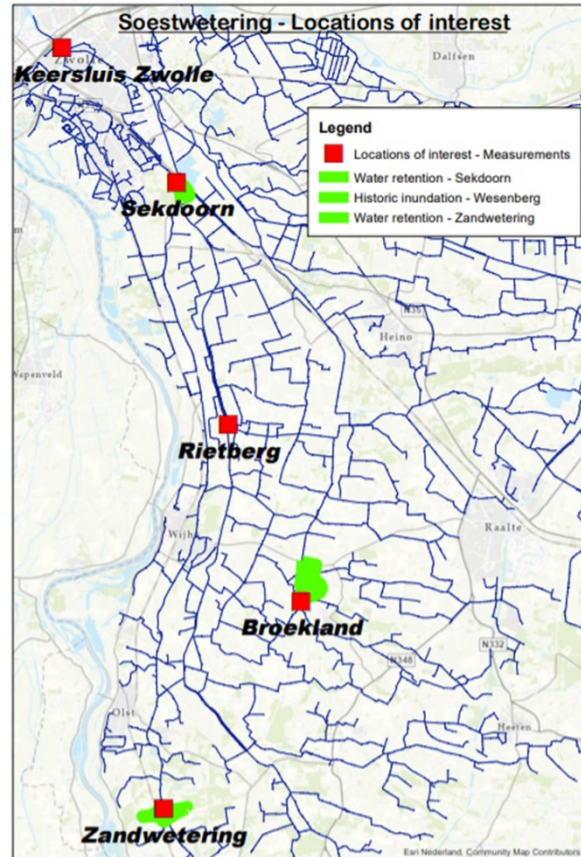 Soestwetering - Locations of interest
Zwolle
Dalfsen
Keersluis Zwolle
Legend
Locations of interest - Measurements
Water retention - Sekdoorn
Historic inundation - Wesenberg
Water retention - Zandwetering
Sekdoorn
Heino
Wapenveld
Rietberg
Raalte
Wijh
Broekland
N332
N348
Olst
Heeten
Zandwetering
Esri Nederland, Community Map Contributors